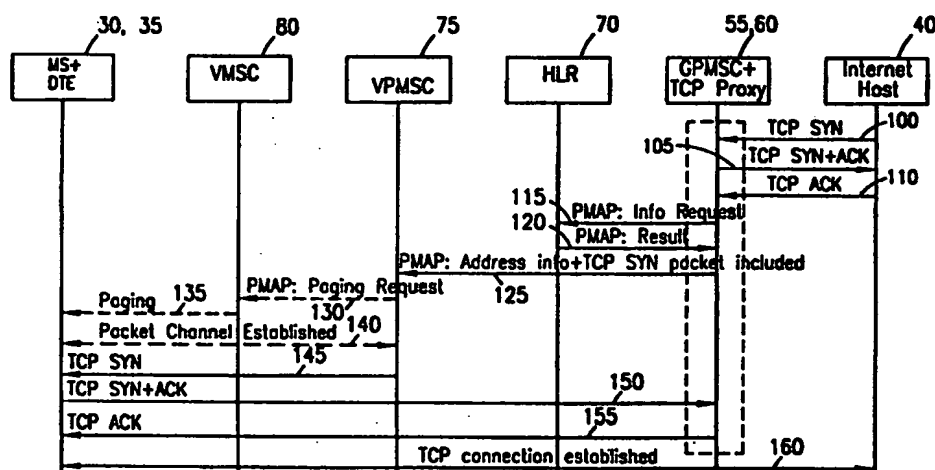 30, 35
80
75
70
55,60
40
MS+
DTE
VMSC
VPMSC
HLR
GPMSC+
TCP Proxy
Internet
Host
TCP SYN
100
105
TCP SYN+ACK
TCP ACK
110
115
PMAP: Info Request
120
PMAP: Result
PMAP: Address info+TCP SYN packet included
125
PMAP: Paging Request
130
Paging
135
Packet Channel Established
140
TCP SYN
145
TCP SYN+ACK
150
TCP ACK
155
TCP connection established
160